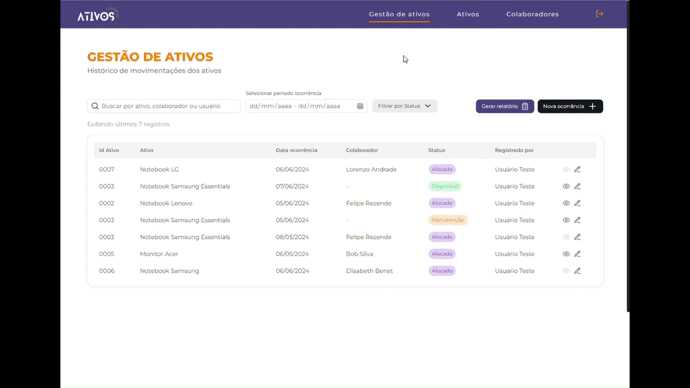 ATIVOS
Gestão de ativos Ativos Colaboradores
GESTÃO DE ATIVOS
Histórico de movimentações dos ativos
Selecionar período ocorrência
Buscar por ativo, colaborador ou usuário dd/mm/aaaa - dd/mm/aaaa Filtrar por Status Gerar relatório Nova ocorrência
Exibindo últimos 7 registros
Id Ativo Ativo Data ocorrência Colaborador Status Registrado por
0007 Notebook LG 06/06/2024 Lorenzo Andrade Alocado Usuário Teste
0003 Notebook Samsung Essentials 07/06/2024 - Disponível Usuário Teste
0002 Notebook Lenovo 05/06/2024 Felipe Rezende Alocado Usuário Teste
0003 Notebook Samsung Essentials 05/06/2024 - Manutenção Usuário Teste
0003 Notebook Samsung Essentials 08/05/2024 Felipe Rezende Alocado Usuário Teste
0005 Monitor Acer 06/05/2024 Bob Silva Alocado Usuário Teste
0006 Notebook Samsung 06/06/2024 Elisabeth Benet Alocado Usuário Teste